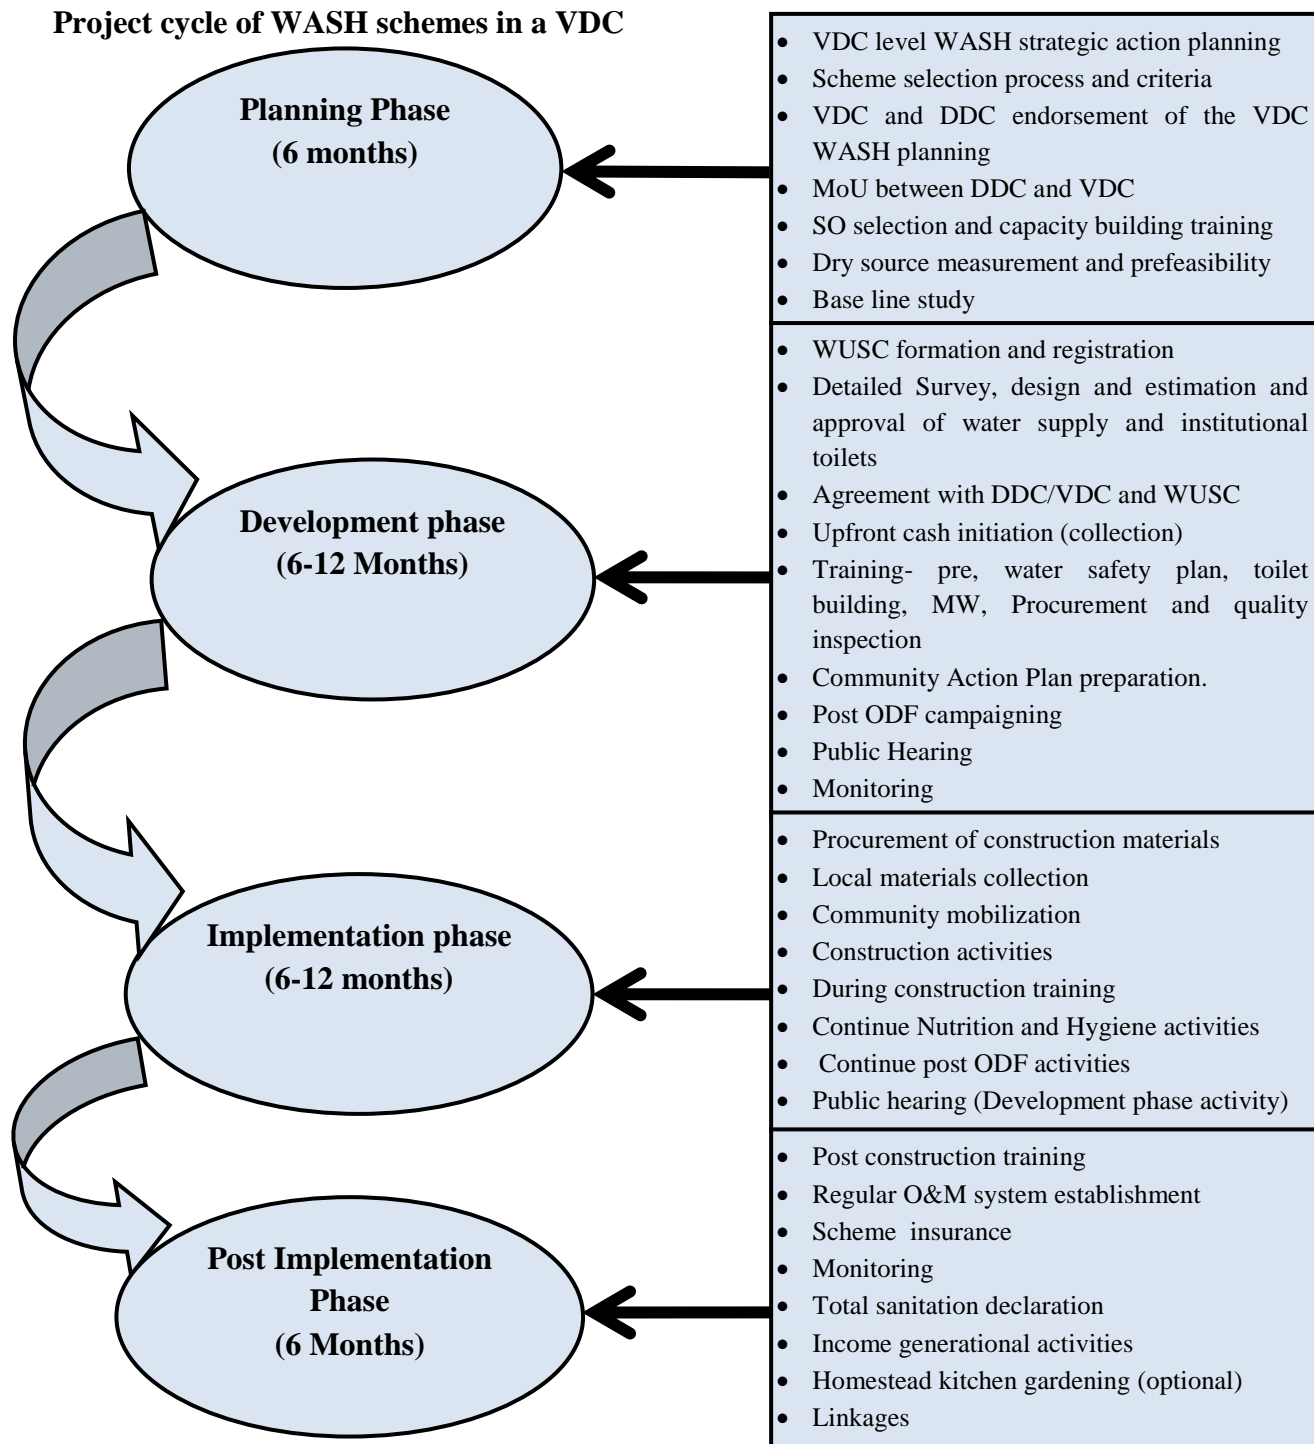 Project cycle of WASH schemes in a VDC
Planning Phase
(6 months)
• VDC level WASH strategic action planning
• Scheme selection process and criteria
• VDC and DDC endorsement of the VDC
WASH planning
• MoU between DDC and VDC
• SO selection and capacity building training
• Dry source measurement and prefeasibility
• Base line study
Development phase
(6-12 Months)
• WUSC formation and registration
• Detailed Survey, design and estimation and
approval of water supply and institutional
toilets
• Agreement with DDC/VDC and WUSC
• Upfront cash initiation (collection)
• Training- pre, water safety plan, toilet
building, MW, Procurement and quality
inspection
• Community Action Plan preparation.
• Post ODF campaigning
• Public Hearing
• Monitoring
Implementation phase
(6-12 months)
• Procurement of construction materials
• Local materials collection
• Community mobilization
• Construction activities
• During construction training
• Continue Nutrition and Hygiene activities
• Continue post ODF activities
• Public hearing (Development phase activity)
Post Implementation
Phase
(6 Months)
• Post construction training
• Regular O&M system establishment
• Scheme insurance
• Monitoring
• Total sanitation declaration
• Income generational activities
• Homestead kitchen gardening (optional)
• Linkages